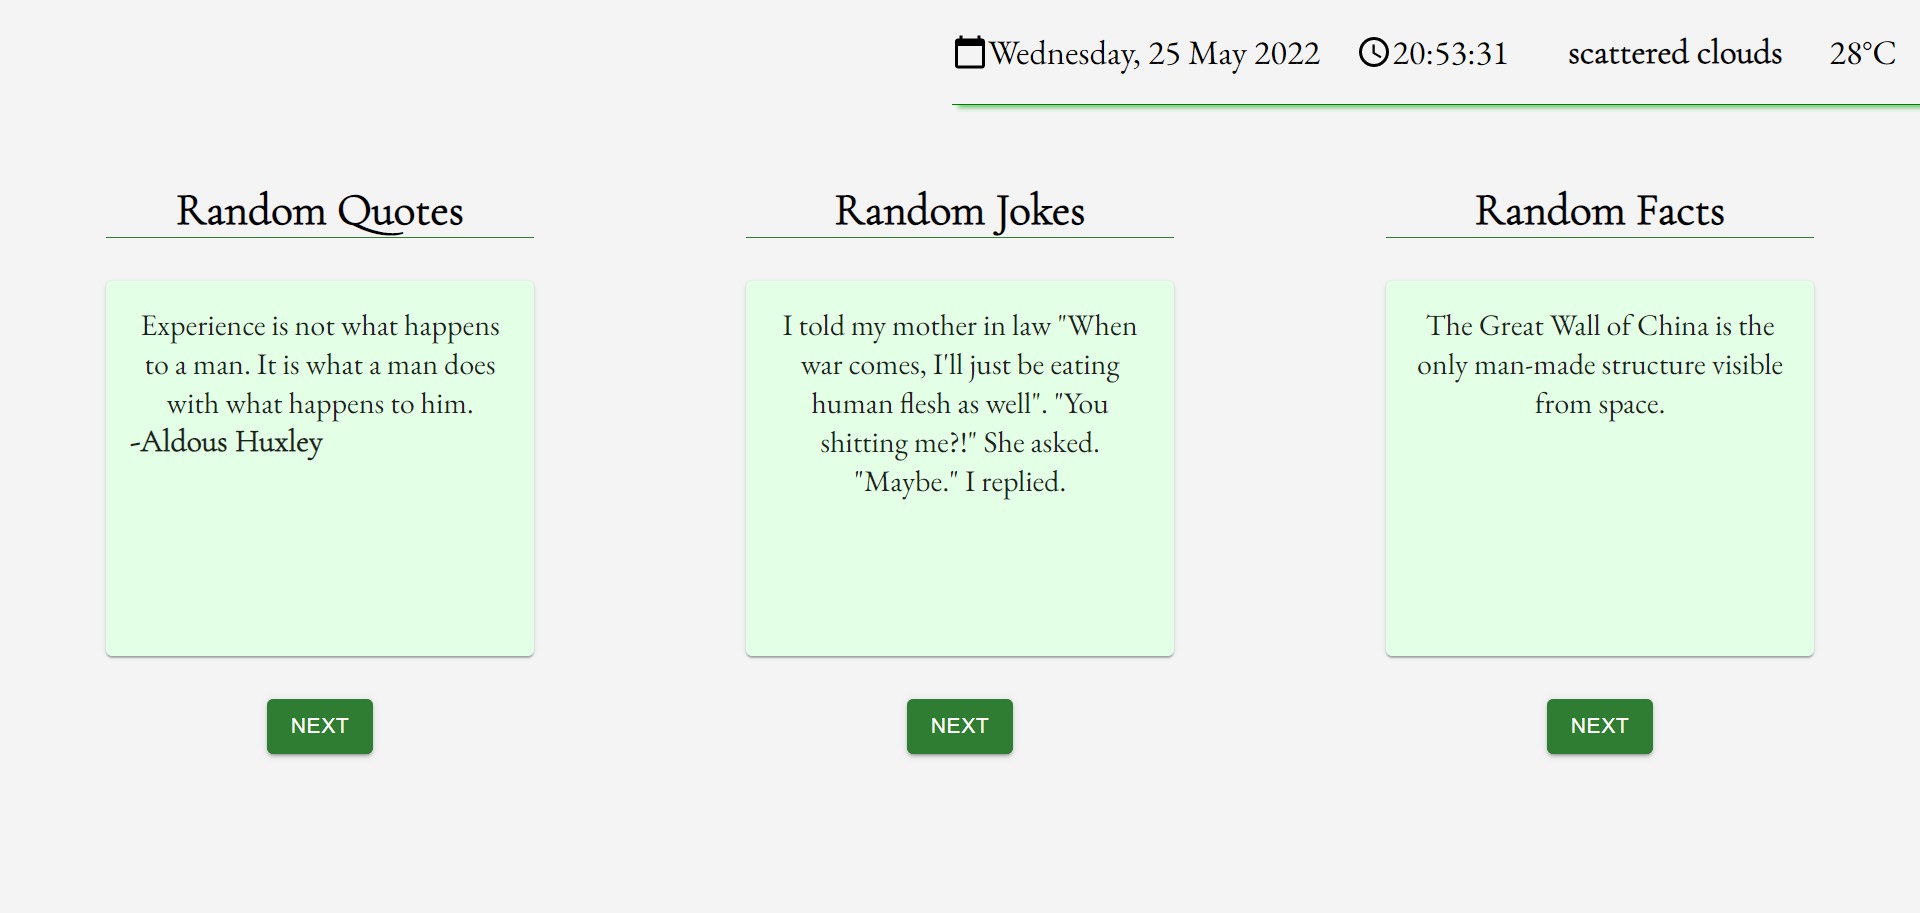 Wednesday, 25 May 2022 20:53:31 scattered clouds 28°C
Random Quotes
Experience is not what happens
to a man. It is what a man does
with what happens to him.
-Aldous Huxley
NEXT
Random Jokes
I told my mother in law "When
war comes, I'll just be eating
human flesh as well". "You
shitting me?!" She asked.
"Maybe." I replied.
NEXT
Random Facts
The Great Wall of China is the
only man-made structure visible
from space.
NEXT